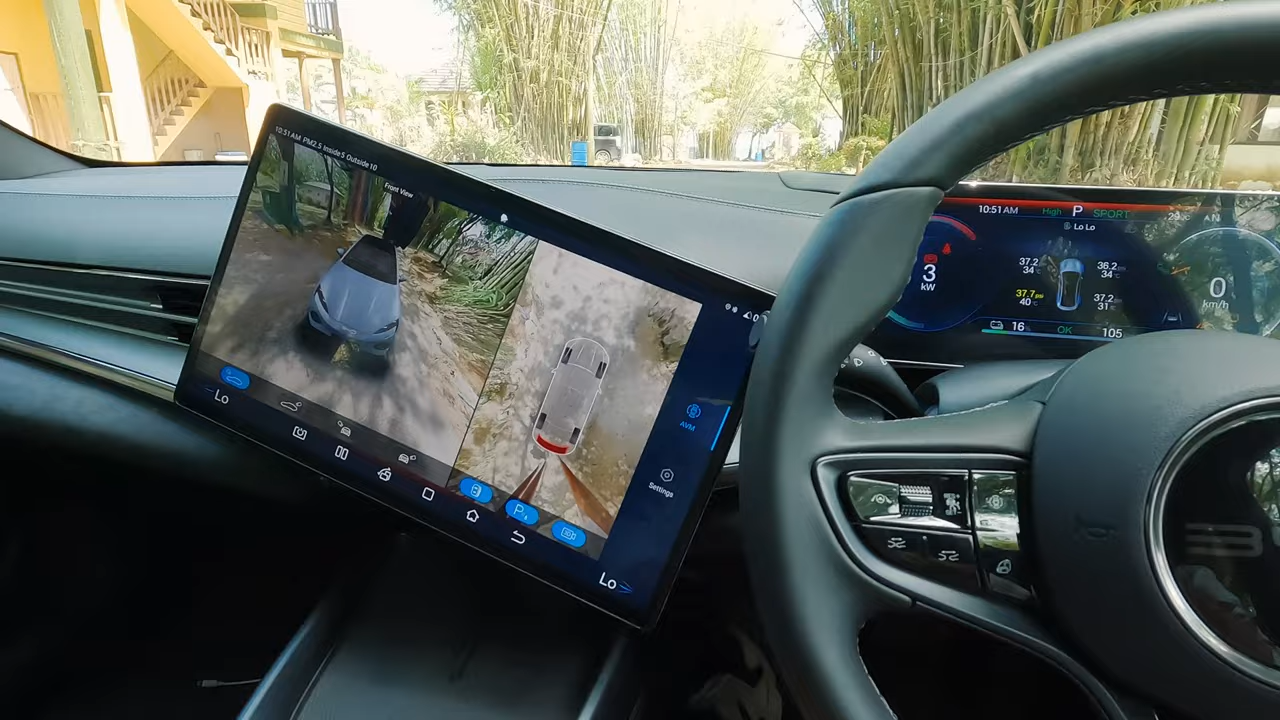 10:51 AM PM2.5 Inside 5 Outside 10
Front View
Lo
AVM
Settings
P
Lo
10:51 AM High P SPORT
Lo Lo
3
kW
37.2
34
36.2
34
37.7 psi
40
37.2
31
0
km/h
16
OK
105